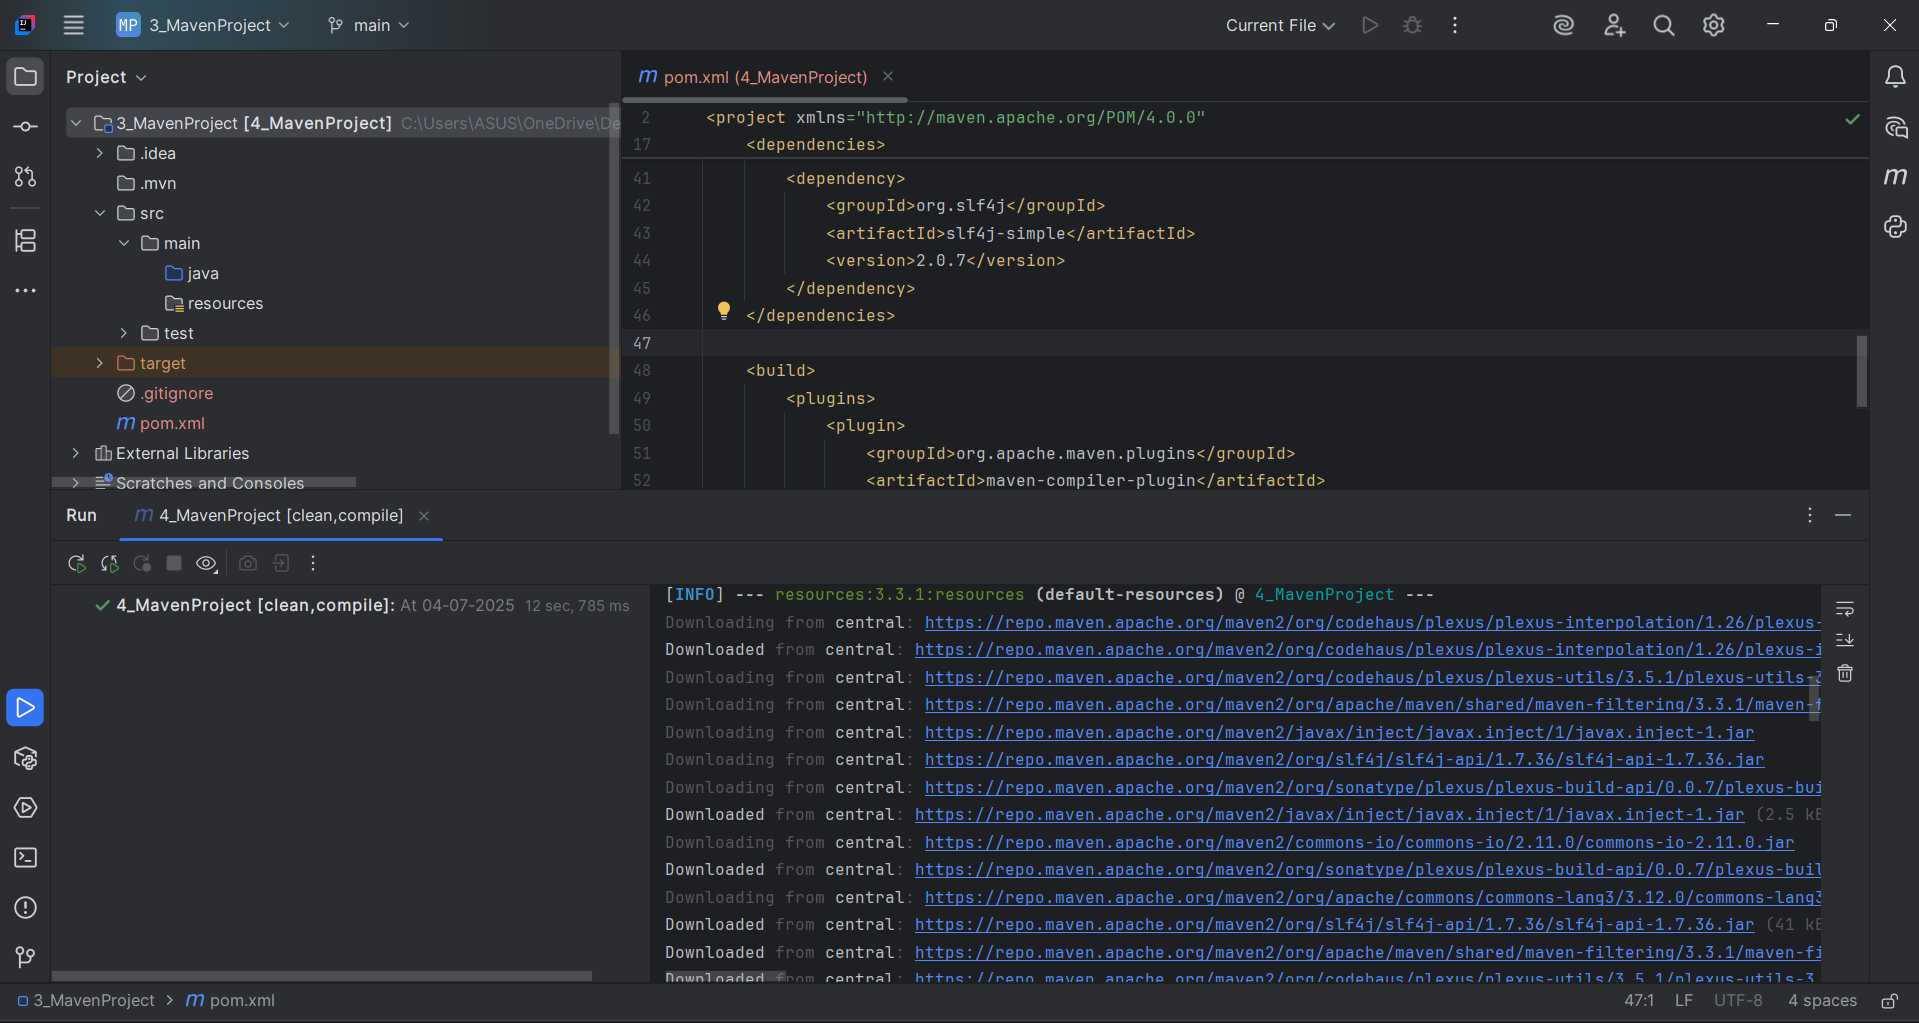 MP 3_MavenProject main Current File
Project
3_MavenProject [4_MavenProject] C:\Users\ASUS\OneDrive\De
.idea
.mvn
src
main
java
resources
test
target
.gitignore
m pom.xml
External Libraries
Scratches and Consoles
m pom.xml (4_MavenProject)
2 <project xmlns="http://maven.apache.org/POM/4.0.0"
17 <dependencies>
41 <dependency>
42 <groupId>org.slf4j</groupId>
43 <artifactId>slf4j-simple</artifactId>
44 <version>2.0.7</version>
45 </dependency>
46 </dependencies>
47
48 <build>
49 <plugins>
50 <plugin>
51 <groupId>org.apache.maven.plugins</groupId>
52 <artifactId>maven-compiler-plugin</artifactId>
m
Run m 4_MavenProject [clean,compile]
4_MavenProject [clean,compile]: At 04-07-2025 12 sec, 785 ms
[INFO] --- resources:3.3.1:resources (default-resources) @ 4_MavenProject ---
Downloading from central: https://repo.maven.apache.org/maven2/org/codehaus/plexus/plexus-interpolation/1.26/plexus-
Downloaded from central: https://repo.maven.apache.org/maven2/org/codehaus/plexus/plexus-interpolation/1.26/plexus-i
Downloading from central: https://repo.maven.apache.org/maven2/org/codehaus/plexus/plexus-utils/3.5.1/plexus-utils-3
Downloading from central: https://repo.maven.apache.org/maven2/org/apache/maven/shared/maven-filtering/3.3.1/maven-f
Downloading from central: https://repo.maven.apache.org/maven2/javax/inject/javax.inject/1/javax.inject-1.jar
Downloading from central: https://repo.maven.apache.org/maven2/org/slf4j/slf4j-api/1.7.36/slf4j-api-1.7.36.jar
Downloading from central: https://repo.maven.apache.org/maven2/org/sonatype/plexus/plexus-build-api/0.0.7/plexus-bui
Downloaded from central: https://repo.maven.apache.org/maven2/javax/inject/javax.inject/1/javax.inject-1.jar (2.5 kB
Downloading from central: https://repo.maven.apache.org/maven2/commons-io/commons-io/2.11.0/commons-io-2.11.0.jar
Downloaded from central: https://repo.maven.apache.org/maven2/org/sonatype/plexus/plexus-build-api/0.0.7/plexus-buil
Downloading from central: https://repo.maven.apache.org/maven2/org/apache/commons/commons-lang3/3.12.0/commons-lang3
Downloaded from central: https://repo.maven.apache.org/maven2/org/slf4j/slf4j-api/1.7.36/slf4j-api-1.7.36.jar (41 kB
Downloaded from central: https://repo.maven.apache.org/maven2/org/apache/maven/shared/maven-filtering/3.3.1/maven-fi
Downloaded from central: https://repo.maven.apache.org/maven2/org/codehaus/plexus/plexus-utils/3.5.1/plexus-utils-3
3_MavenProject > m pom.xml 47:1 LF UTF-8 4 spaces